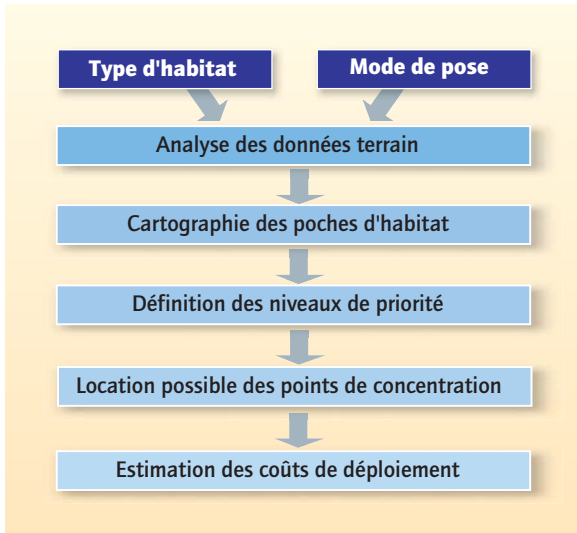 Type d'habitat
Mode de pose
Analyse des données terrain
Cartographie des poches d'habitat
Définition des niveaux de priorité
Location possible des points de concentration
Estimation des coûts de déploiement